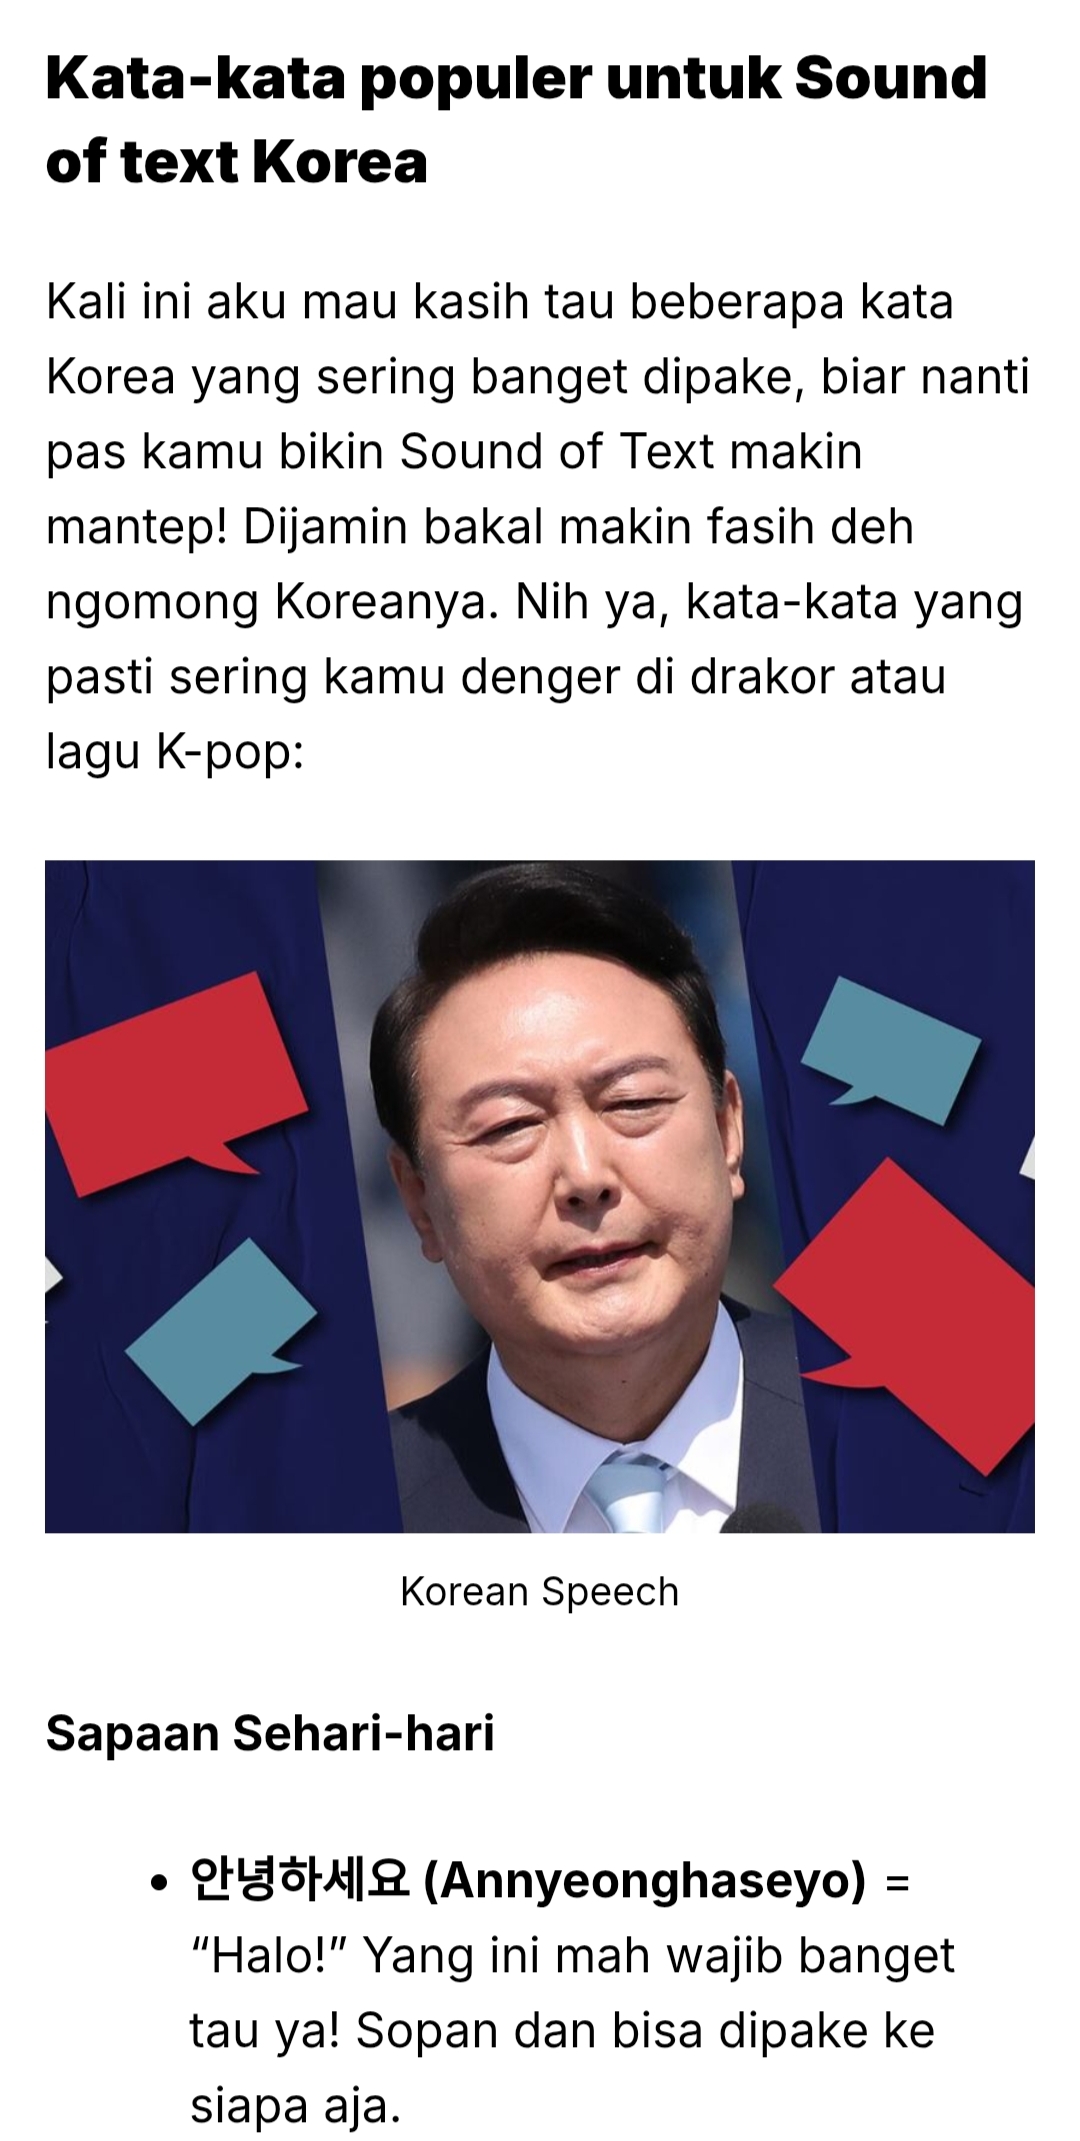 Kata-kata populer untuk Sound
of text Korea
Kali ini aku mau kasih tau beberapa kata
Korea yang sering banget dipake, biar nanti
pas kamu bikin Sound of Text makin
mantep! Dijamin bakal makin fasih deh
ngomong Koreanya. Nih ya, kata-kata yang
pasti sering kamu denger di drakor atau
lagu K-pop:
Korean Speech
Sapaan Sehari-hari
• 안녕하세요 (Annyeonghaseyo) =
“Halo!” Yang ini mah wajib banget
tau ya! Sopan dan bisa dipake ke
siapa aja.